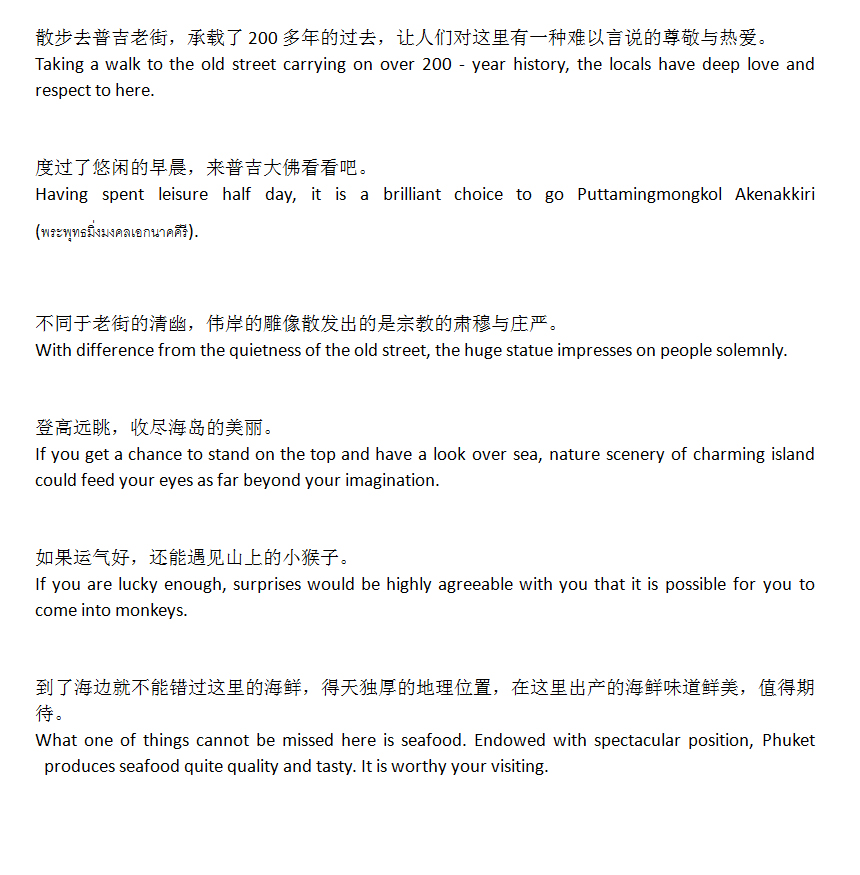 散步去普吉老街，承载了 200 多年的过去，让人们对这里有一种难以言说的尊敬与热爱。
Taking a walk to the old street carrying on over 200 - year history, the locals have deep love and
respect to here.
度过了悠闲的早晨，来普吉大佛看看吧。
Having spent leisure half day, it is a brilliant choice to go Puttamingmongkol Akenakkiri
(พระพุทธมิ่งมงคลเอกนาคคีรี).
不同于老街的清幽，伟岸的雕像散发出的是宗教的肃穆与庄严。
With difference from the quietness of the old street, the huge statue impresses on people solemnly.
登高远眺，收尽海岛的美丽。
If you get a chance to stand on the top and have a look over sea, nature scenery of charming island
could feed your eyes as far beyond your imagination.
如果运气好，还能遇见山上的小猴子。
If you are lucky enough, surprises would be highly agreeable with you that it is possible for you to
come into monkeys.
到了海边就不能错过这里的海鲜，得天独厚的地理位置，在这里出产的海鲜味道鲜美，值得期
待。
What one of things cannot be missed here is seafood. Endowed with spectacular position, Phuket
produces seafood quite quality and tasty. It is worthy your visiting.